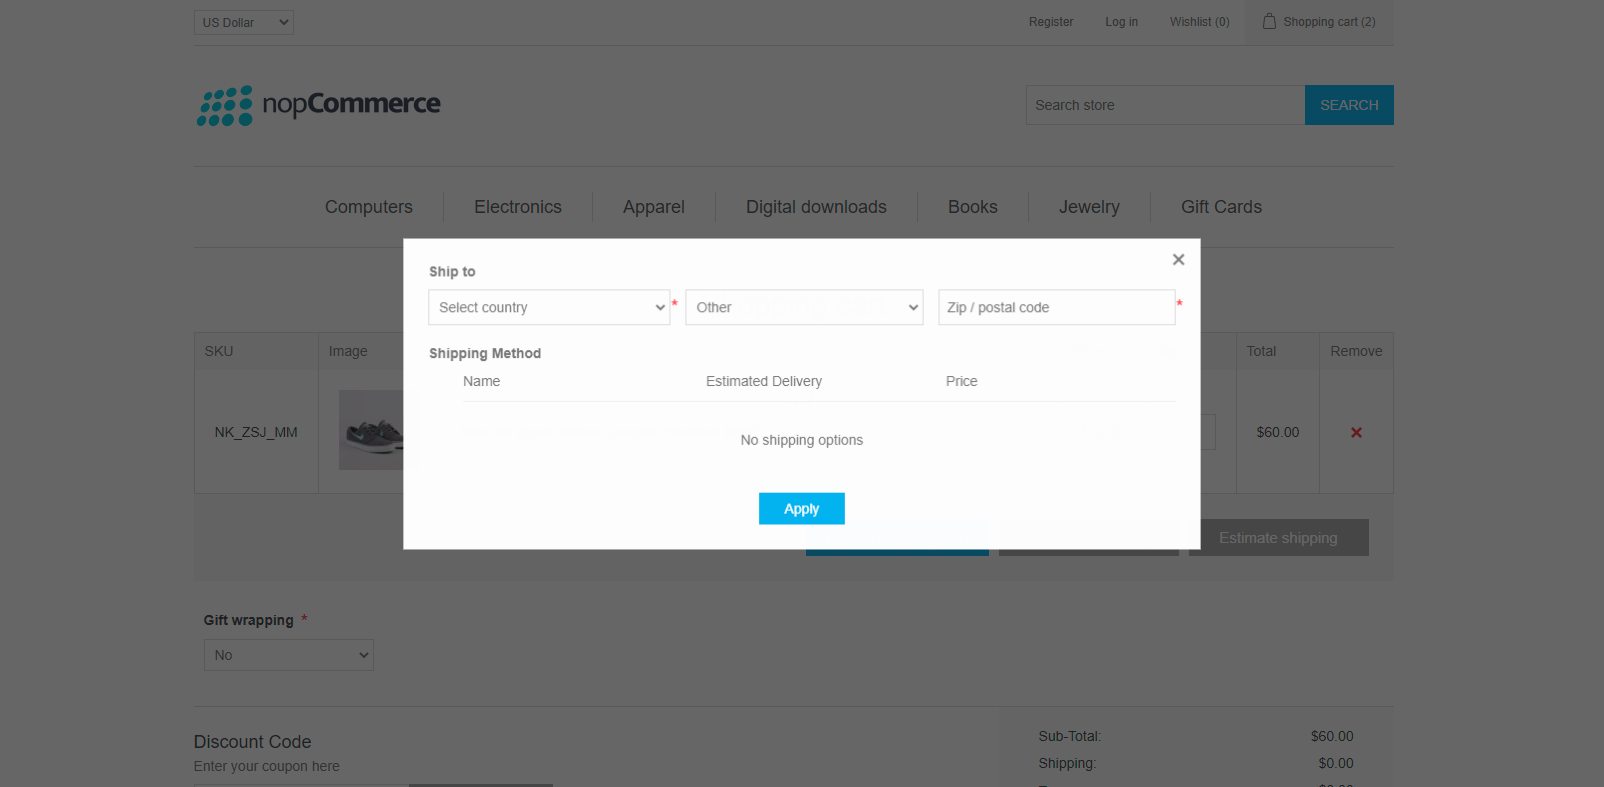 US Dollar
Register
Log in
Wishlist (0)
Shopping cart (2)
nopCommerce
Search store
SEARCH
Computers
Electronics
Apparel
Digital downloads
Books
Jewelry
Gift Cards
Ship to
Select country
*
Other
Zip / postal code
*
Shipping Method
Name
Estimated Delivery
Price
No shipping options
Apply
SKU
Image
Total
Remove
NK_ZSJ_MM
$60.00
Estimate shipping
Gift wrapping *
No
Discount Code
Enter your coupon here
Sub-Total:
$60.00
Shipping:
$0.00